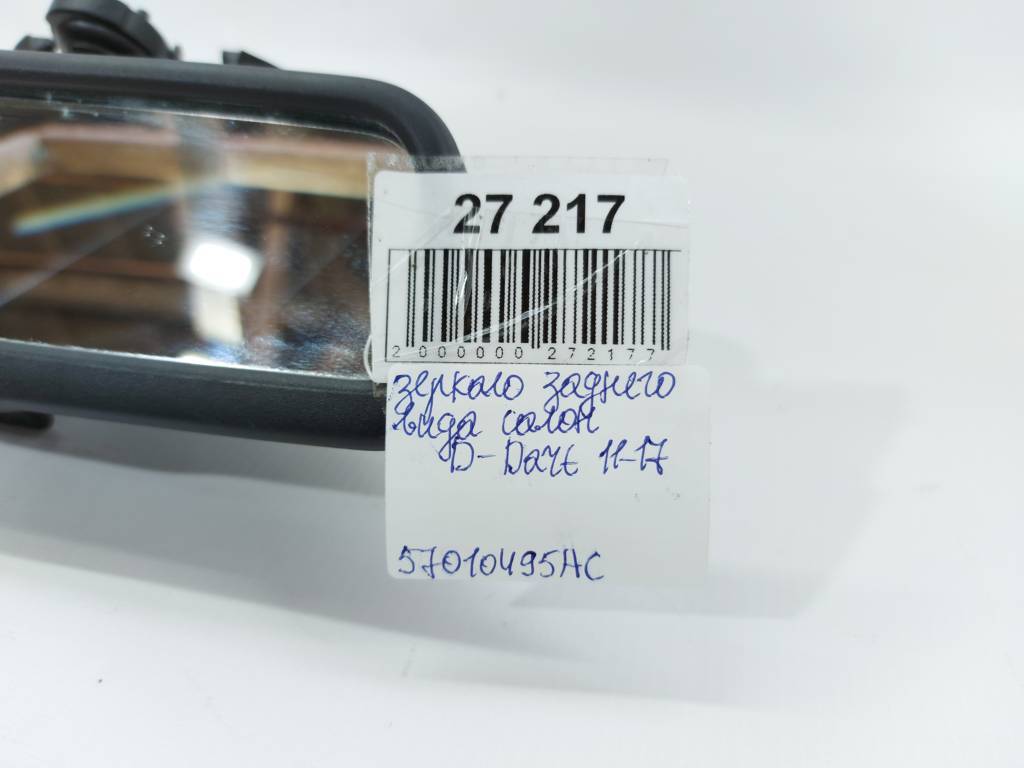 27 217
2 000000 272177
зеркало заднего
вида салон
D-Dart 11-17
57010495AC